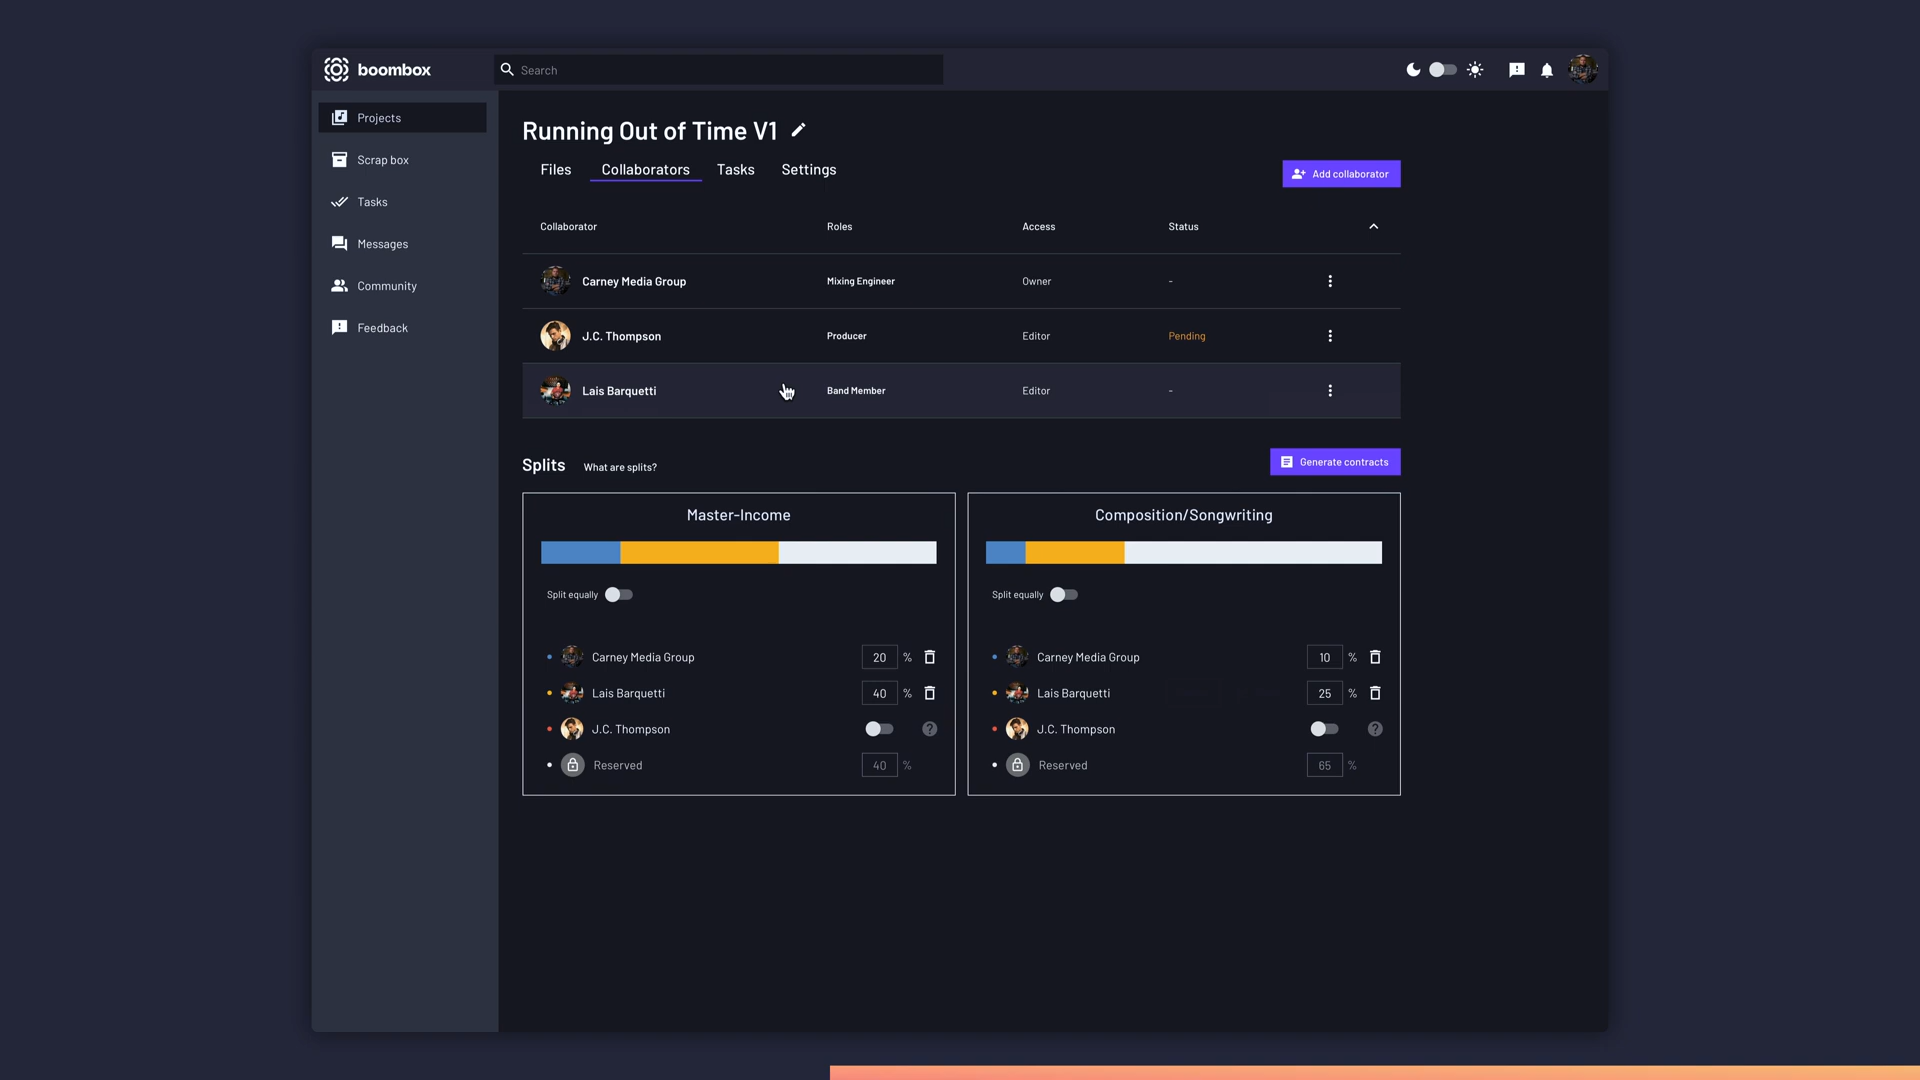 boombox
Search
Projects
Scrap box
Tasks
Messages
Community
Feedback
Running Out of Time V1
Files Collaborators Tasks Settings
Add collaborator
Collaborator Roles Access Status
Carney Media Group Mixing Engineer Owner -
J.C. Thompson Producer Editor Pending
Lais Barquetti Band Member Editor -
Splits What are splits?
Generate contracts
Master-Income
Split equally
Carney Media Group 20 %
Lais Barquetti 40 %
J.C. Thompson
Reserved 40 %
Composition/Songwriting
Split equally
Carney Media Group 10 %
Lais Barquetti 25 %
J.C. Thompson
Reserved 65 %